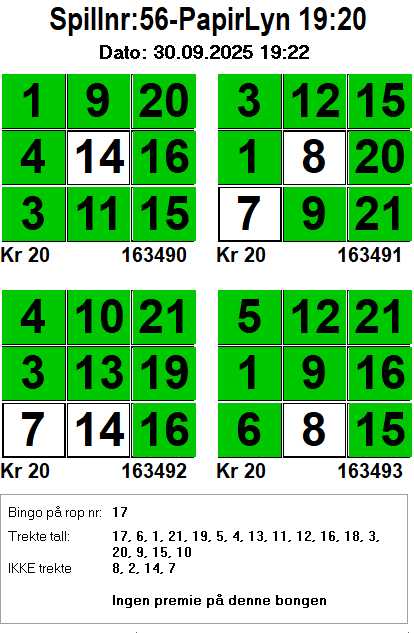 Spillnr:56-PapirLyn 19:20
Dato: 30.09.2025 19:22
1 9 20
4 14 16
3 11 15
Kr 20 163490
3 12 15
1 8 20
7 9 21
Kr 20 163491
4 10 21
3 13 19
7 14 16
Kr 20 163492
5 12 21
1 9 16
6 8 15
Kr 20 163493
Bingo på rop nr: 17
Trekte tall: 17, 6, 1, 21, 19, 5, 4, 13, 11, 12, 16, 18, 3,
20, 9, 15, 10
IKKE trekte 8, 2, 14, 7
Ingen premie på denne bongen